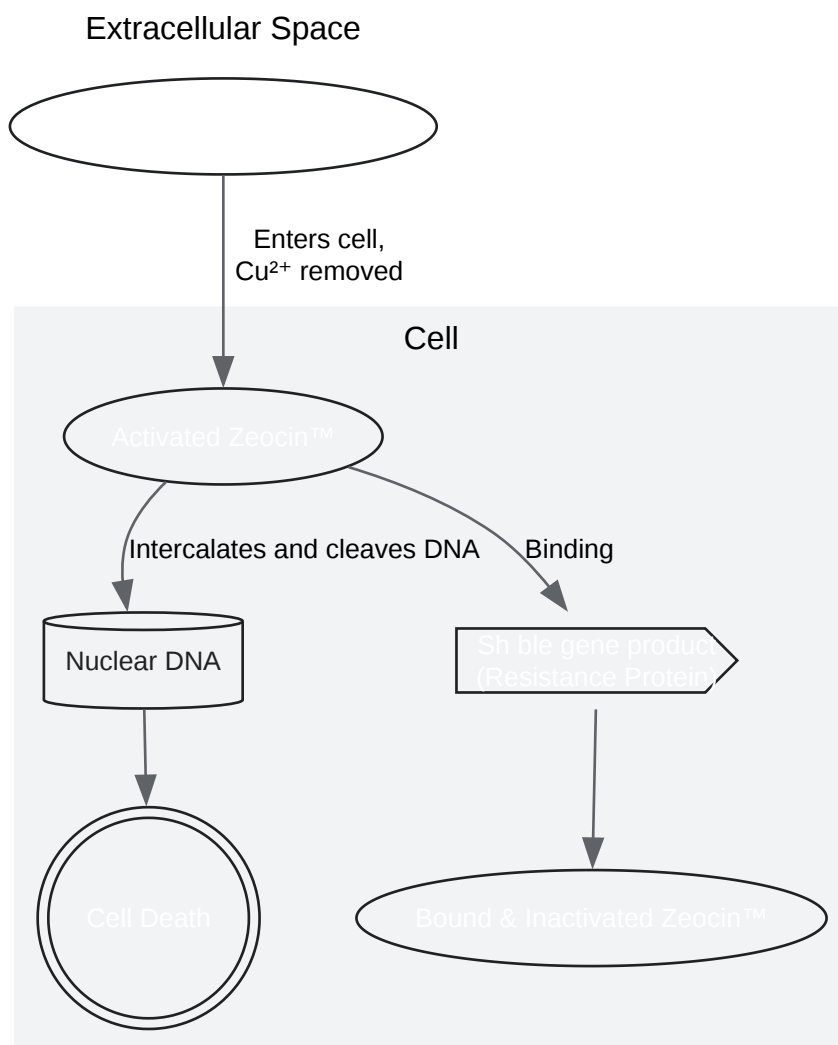 Extracellular Space
Enters cell,
Cu²⁺ removed
Cell
Activated Zeocin™
Intercalates and cleaves DNA
Binding
Nuclear DNA
Sh ble gene product
(Resistance Protein)
Cell Death
Bound & Inactivated Zeocin™